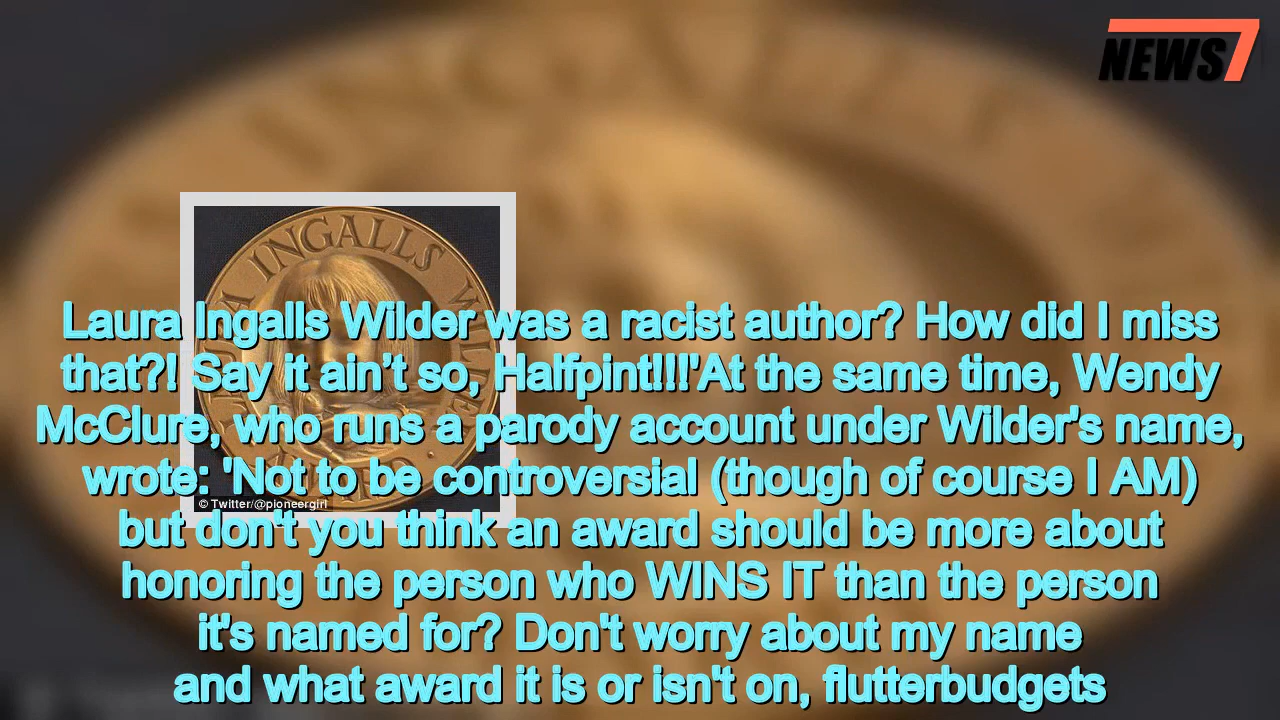 NEWS7
LAURA INGALLS WILDER
Laura Ingalls Wilder was a racist author? How did I miss
that?! Say it ain’t so, Halfpint!!!'At the same time, Wendy
McClure, who runs a parody account under Wilder's name,
wrote: 'Not to be controversial (though of course I AM)
© Twitter/@pioneergirl
but don't you think an award should be more about
honoring the person who WINS IT than the person
it's named for? Don't worry about my name
and what award it is or isn't on, flutterbudgets